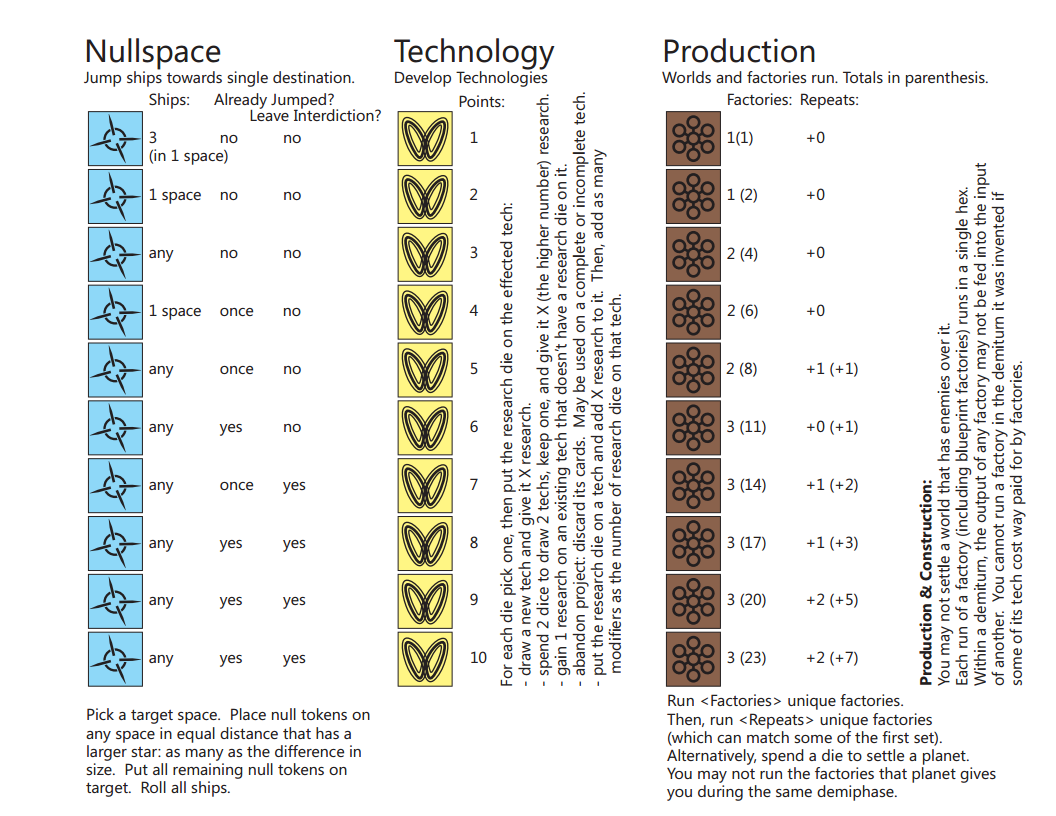 Nullspace
Jump ships towards single destination.
Ships: Already Jumped?
Leave Interdiction?
3 no no
(in 1 space)
1 space no no
any no no
1 space once no
any once no
any yes no
any once yes
any yes yes
any yes yes
any yes yes
Pick a target space. Place null tokens on
any space in equal distance that has a
larger star: as many as the difference in
size. Put all remaining null tokens on
target. Roll all ships.
Technology
Develop Technologies
Points:
1
2
3
4
5
6
7
8
9
10
For each die pick one, then put the research die on the effected tech:
- draw a new tech and give it X research.
- spend 2 dice to draw 2 techs, keep one, and give it X (the higher number) research.
- gain 1 research on an existing tech that doesn't have a research die on it.
- abandon project: discard its cards. May be used on a complete or incomplete tech.
- put the research die on a tech and add X research to it. Then, add as many
modifiers as the number of research dice on that tech.
Production
Worlds and factories run. Totals in parenthesis.
Factories: Repeats:
1(1) +0
1 (2) +0
2 (4) +0
2 (6) +0
2 (8) +1 (+1)
3 (11) +0 (+1)
3 (14) +1 (+2)
3 (17) +1 (+3)
3 (20) +2 (+5)
3 (23) +2 (+7)
Run <Factories> unique factories.
Then, run <Repeats> unique factories
(which can match some of the first set).
Alternatively, spend a die to settle a planet.
You may not run the factories that planet gives
you during the same demiphase.
Production & Construction:
You may not settle a world that has enemies over it.
Each run of a factory (including blueprint factories) runs in a single hex.
Within a demiturn, the output of any factory may not be fed into the input
of another. You cannot run a factory in the demiturn it was invented if
some of its tech cost way paid for by factories.